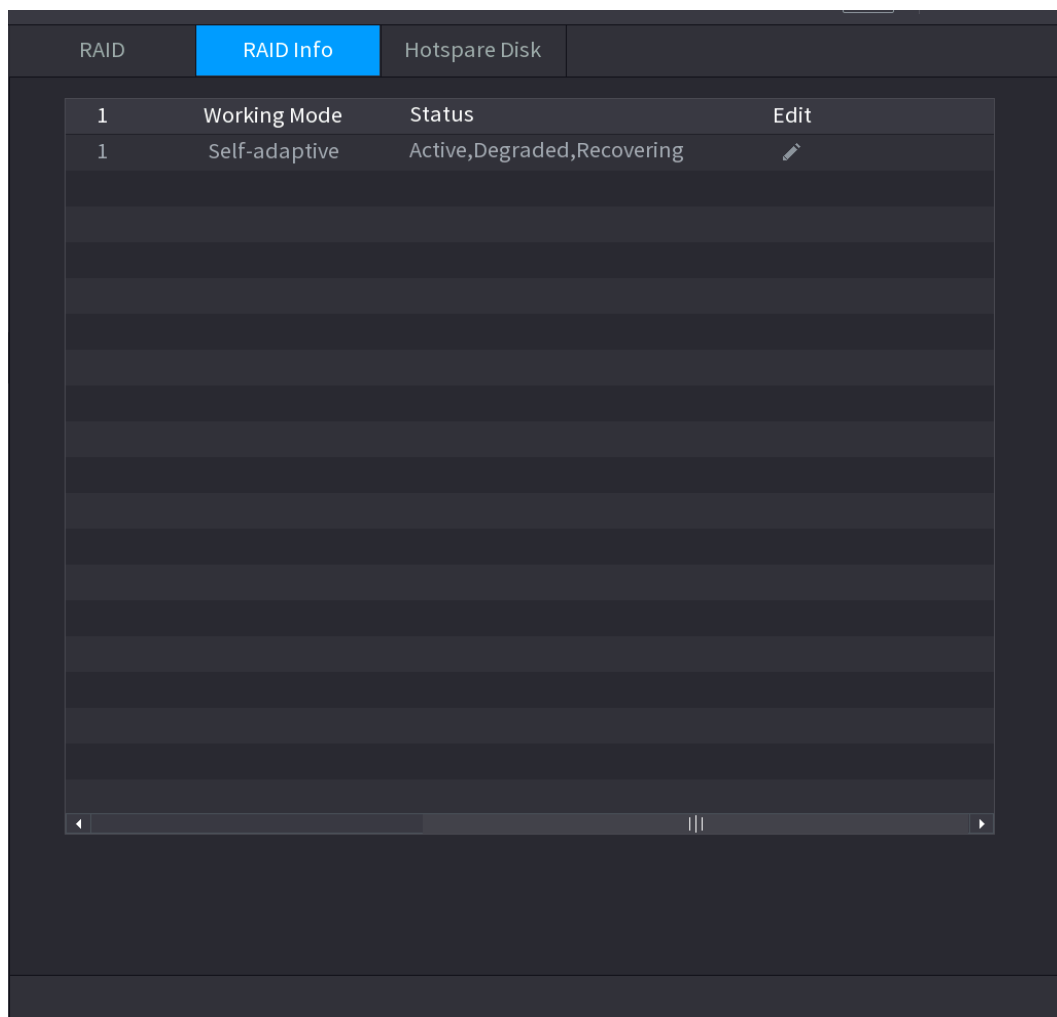 RAID RAID Info Hotspare Disk
1 Working Mode Status Edit
1 Self-adaptive Active,Degraded,Recovering